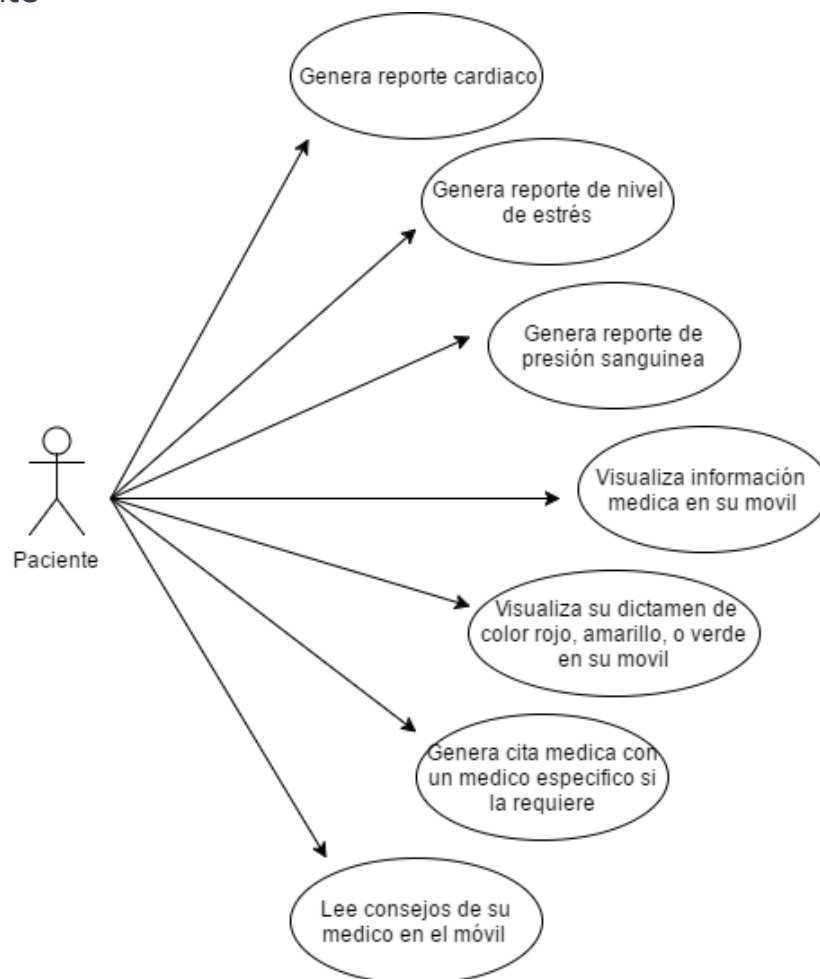 Genera reporte cardiaco
Genera reporte de nivel
de estrés
Genera reporte de
presión sanguinea
Visualiza información
medica en su movil
Paciente
Visualiza su dictamen de
color rojo, amarillo, o verde
en su movil
Genera cita medica con
un medico especifico si
la requiere
Lee consejos de su
medico en el móvil